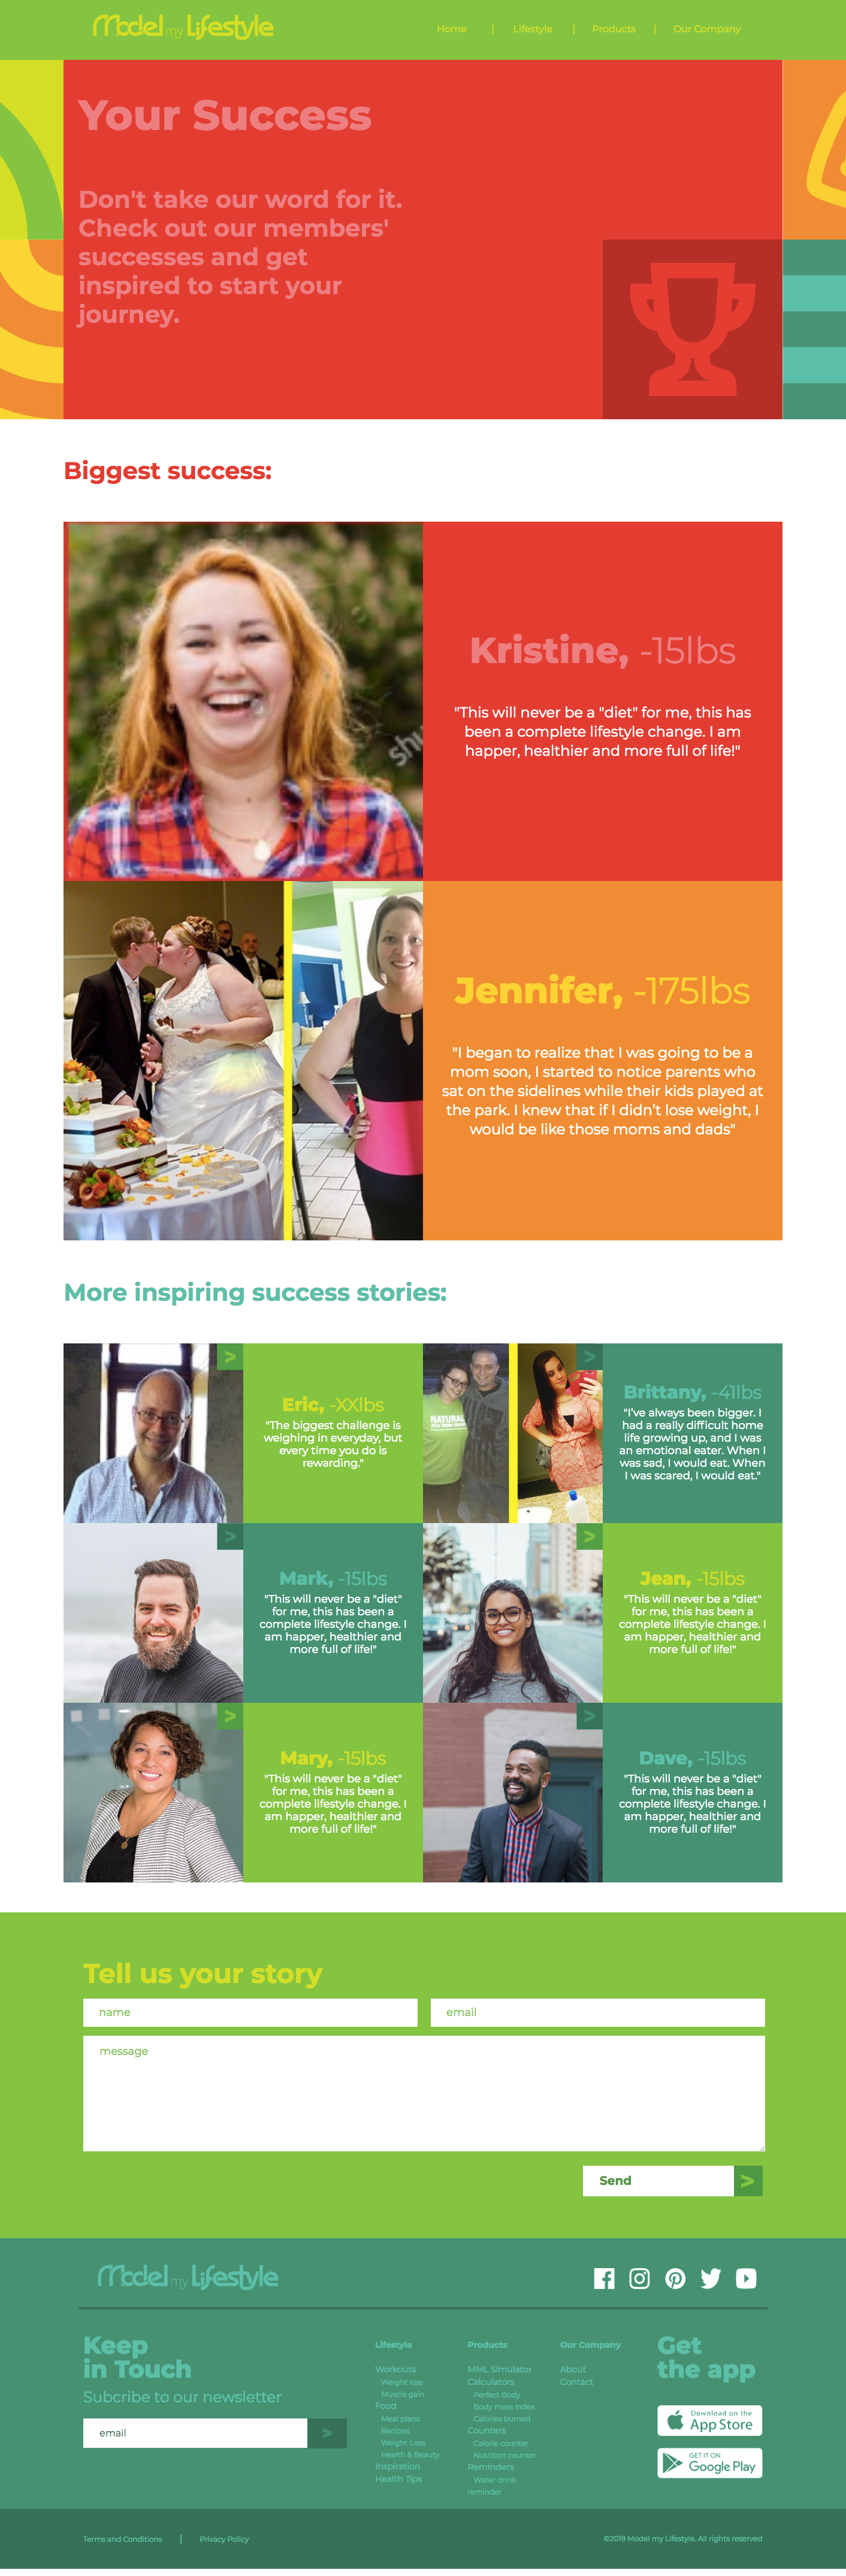 Model my Lifestyle
Home | Lifestyle | Products | Our Company
Your Success
Don't take our word for it.
Check out our members'
successes and get
inspired to start your
journey.
Biggest success:
Kristine, -15lbs
"This will never be a "diet" for me, this has
been a complete lifestyle change. I am
happer, healthier and more full of life!"
Jennifer, -175lbs
"I began to realize that I was going to be a
mom soon, I started to notice parents who
sat on the sidelines while their kids played at
the park. I knew that if I didn't lose weight, I
would be like those moms and dads"
More inspiring success stories:
>
Eric, -XXlbs
"The biggest challenge is
weighing in everyday, but
every time you do is
rewarding."
NATURAL
>
Brittany, -41lbs
"I've always been bigger. I
had a really difficult home
life growing up, and I was
an emotional eater. When I
was sad, I would eat. When
I was scared, I would eat."
>
Mark, -15lbs
"This will never be a "diet"
for me, this has been a
complete lifestyle change. I
am happer, healthier and
more full of life!"
>
Jean, -15lbs
"This will never be a "diet"
for me, this has been a
complete lifestyle change. I
am happer, healthier and
more full of life!"
>
Mary, -15lbs
"This will never be a "diet"
for me, this has been a
complete lifestyle change. I
am happer, healthier and
more full of life!"
>
Dave, -15lbs
"This will never be a "diet"
for me, this has been a
complete lifestyle change. I
am happer, healthier and
more full of life!"
Tell us your story
name
email
message
Send >
Model my Lifestyle
Keep
in Touch
Subcribe to our newsletter
email >
Lifestyle
Workouts
Weight loss
Muscle gain
Food
Meal plans
Recipes
Weight Loss
Health & Beauty
Inspiration
Health Tips
Products
MML Simulator
Calculators
Perfect Body
Body mass index
Calories burned
Counters
Calorie counter
Nutrition counter
Reminders
Water drink
reminder
Our Company
About
Contact
Get
the app
Download on the
App Store
GET IT ON
Google Play
Terms and Conditions | Privacy Policy
©2019 Model my Lifestyle. All rights reserved